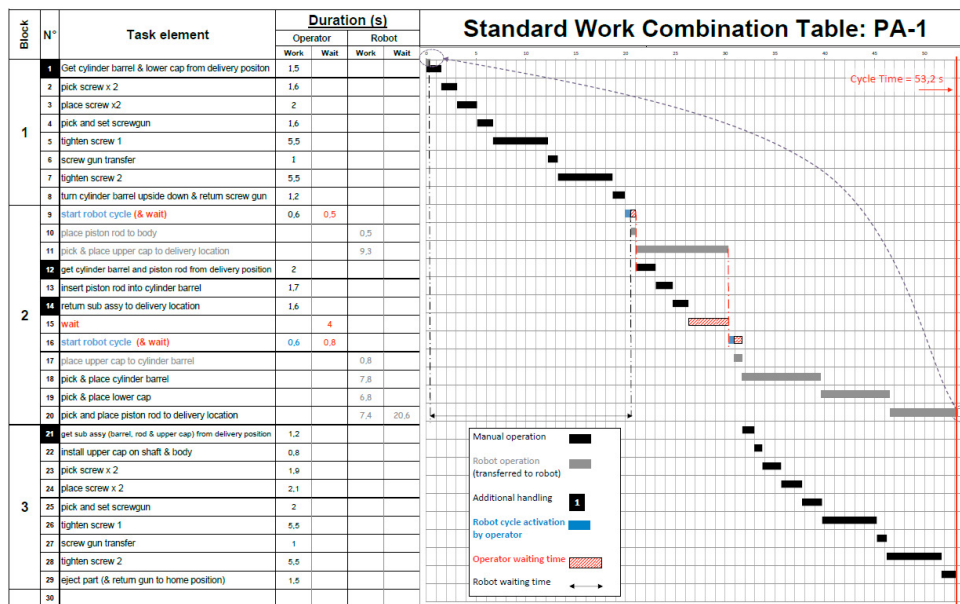 Standard Work Combination Table: PA-1
Block N° Task element Duration (s)
Operator Robot
Work Wait Work Wait
0 5 10 15 20 25 30 35 40 45 50
Cycle Time = 53,2 s
1
1 Get cylinder barrel & lower cap from delivery positon 1,5
2 pick screw x 2 1,6
3 place screw x2 2
4 pick and set screwgun 1,6
5 tighten screw 1 5,5
6 screw gun transfer 1
7 tighten screw 2 5,5
8 turn cylinder barrel upside down & return screw gun 1,2
2
9 start robot cycle (& wait) 0,6 0,5
10 place piston rod to body 0,5
11 pick & place upper cap to delivery location 9,3
12 get cylinder barrel and piston rod from delivery position 2
13 insert piston rod into cylinder barrel 1,7
14 return sub assy to delivery location 1,6
15 wait 4
16 start robot cycle (& wait) 0,6 0,8
17 place upper cap to cylinder barrel 0,8
18 pick & place cylinder barrel 7,8
19 pick & place lower cap 6,8
20 pick and place piston rod to delivery location 7,4 20,6
3
21 get sub assy (barrel, rod & upper cap) from delivery position 1,2
22 install upper cap on shaft & body 0,8
23 pick screw x 2 1,9
24 place screw x 2 2,1
25 pick and set screwgun 2
26 tighten screw 1 5,5
27 screw gun transfer 1
28 tighten screw 2 5,5
29 eject part (& return gun to home position) 1,5
30
Manual operation
Robot operation
(transferred to robot)
Additional handling 1
Robot cycle activation
by operator
Operator waiting time
Robot waiting time